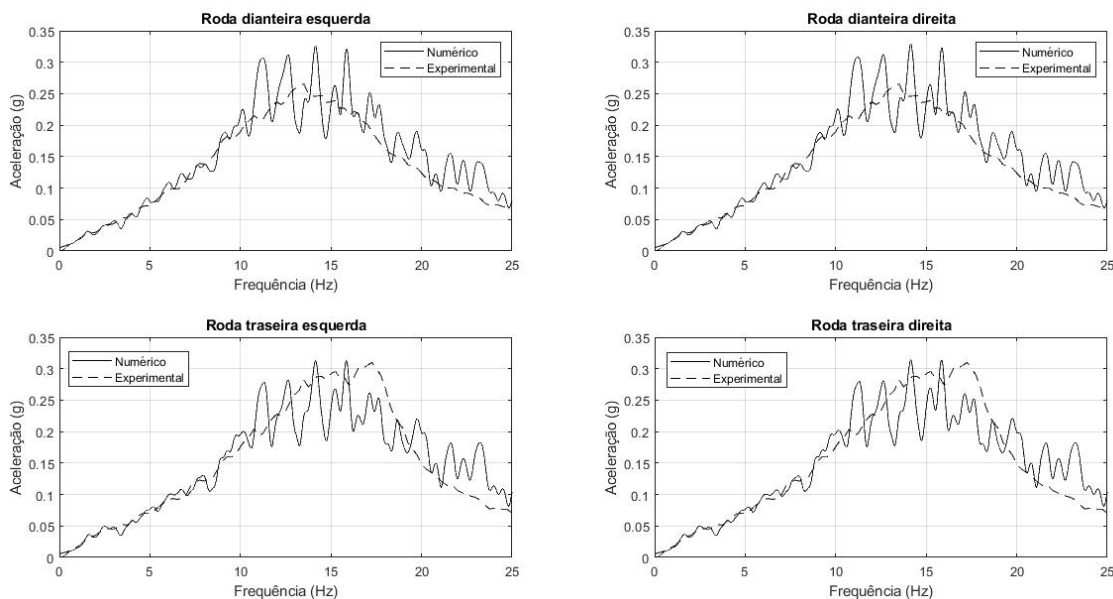 Roda dianteira esquerda
0.35
0.3
0.25
0.2
0.15
0.1
0.05
0
Aceleração (g)
Numérico
Experimental
0 5 10 15 20 25
Frequência (Hz)
Roda dianteira direita
0.35
0.3
0.25
0.2
0.15
0.1
0.05
0
Aceleração (g)
Numérico
Experimental
0 5 10 15 20 25
Frequência (Hz)
Roda traseira esquerda
0.35
0.3
0.25
0.2
0.15
0.1
0.05
0
Aceleração (g)
Numérico
Experimental
0 5 10 15 20 25
Frequência (Hz)
Roda traseira direita
0.35
0.3
0.25
0.2
0.15
0.1
0.05
0
Aceleração (g)
Numérico
Experimental
0 5 10 15 20 25
Frequência (Hz)